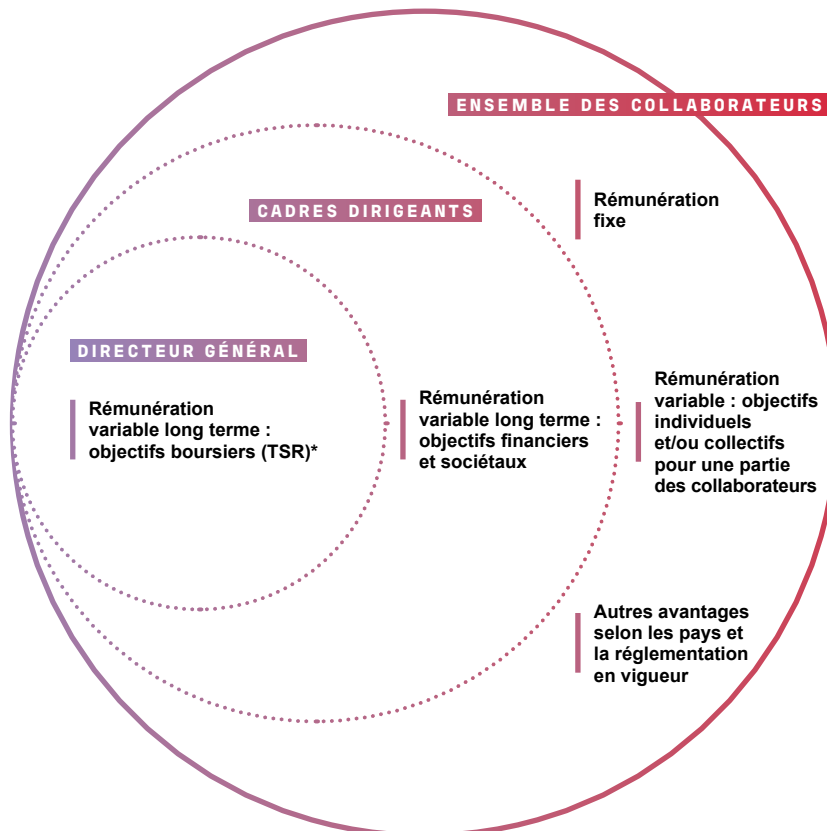 ENSEMBLE DES COLLABORATEURS
Rémunération
fixe
CADRES DIRIGEANTS
DIRECTEUR GÉNÉRAL
Rémunération
variable long terme :
objectifs boursiers (TSR)*
Rémunération
variable long terme :
objectifs financiers
et sociétaux
Rémunération
variable : objectifs
individuels
et/ou collectifs
pour une partie
des collaborateurs
Autres avantages
selon les pays et
la réglementation
en vigueur